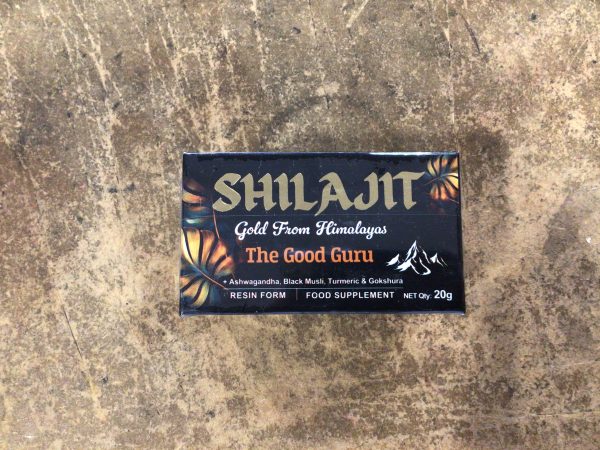 SHILAJIT
Gold From Himalayas
The Good Guru
+ Ashwagandha, Black Musli, Turmeric & Gokshura
RESIN FORM | FOOD SUPPLEMENT NET Qty: 20g